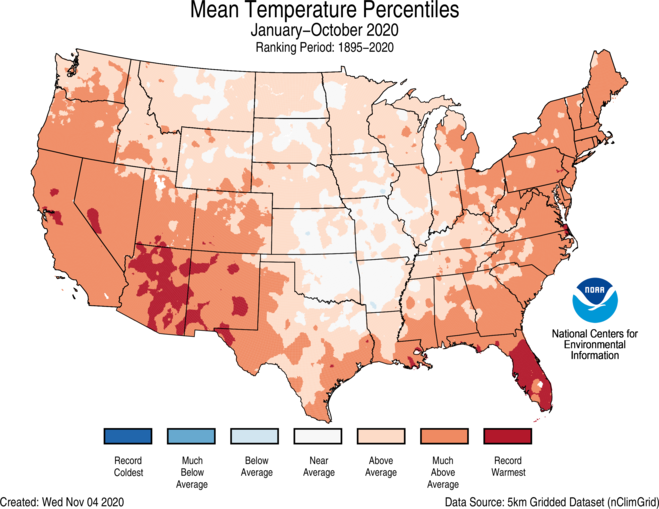 Mean Temperature Percentiles
January–October 2020
Ranking Period: 1895–2020
NOAA
National Centers for
Environmental
Information
Record
Coldest
Much
Below
Average
Below
Average
Near
Average
Above
Average
Much
Above
Average
Record
Warmest
Created: Wed Nov 04 2020
Data Source: 5km Gridded Dataset (nClimGrid)